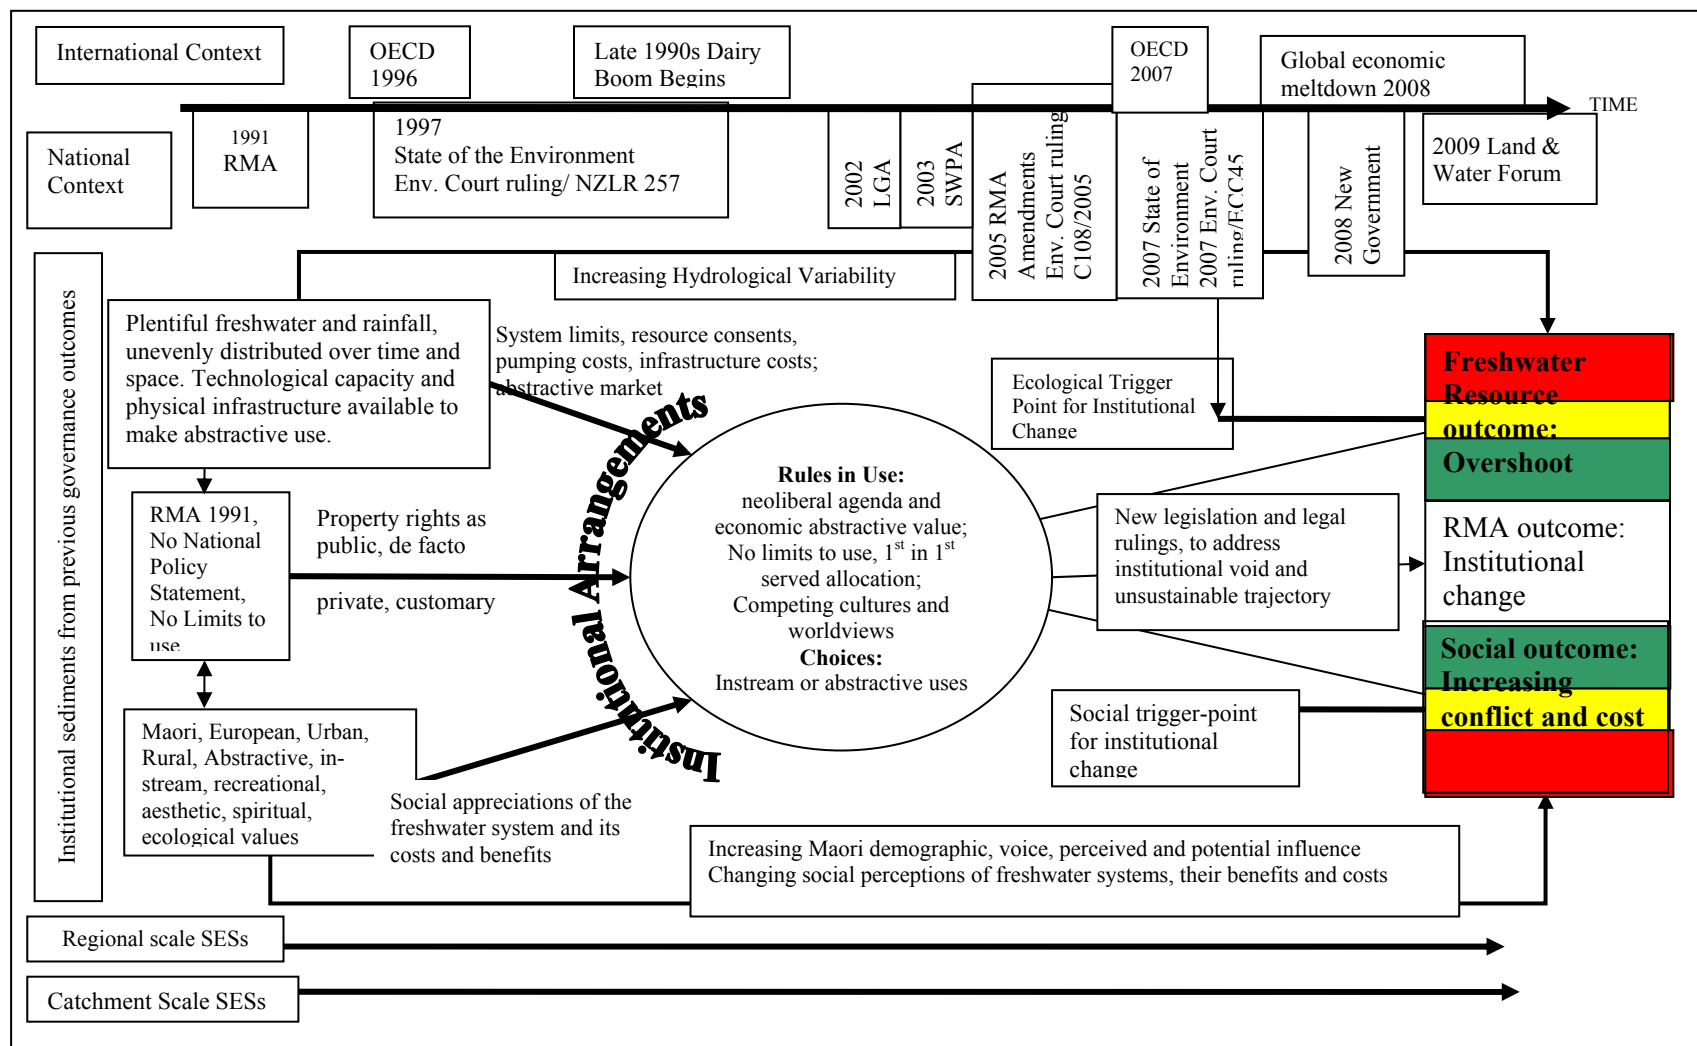 International Context
OECD
1996
Late 1990s Dairy
Boom Begins
OECD
2007
Global economic
meltdown 2008
TIME
National
Context
1991
RMA
1997
State of the Environment
Env. Court ruling/ NZLR 257
2002
LGA
2003
SWPA
2005 RMA
Amendments
Env. Court ruling
C108/2005
2007 State of
Environment
2007 Env. Court
ruling/ECC45
2008 New
Government
2009 Land &
Water Forum
Institutional sediments from previous governance outcomes
Increasing Hydrological Variability
Plentiful freshwater and rainfall,
unevenly distributed over time and
space. Technological capacity and
physical infrastructure available to
make abstractive use.
System limits, resource consents,
pumping costs, infrastructure costs;
abstractive market
RMA 1991,
No National
Policy
Statement,
No Limits to
use
Property rights as
public, de facto
private, customary
Maori, European, Urban,
Rural, Abstractive, in-
stream, recreational,
aesthetic, spiritual,
ecological values
Social appreciations of the
freshwater system and its
costs and benefits
Institutional Arrangements
Rules in Use:
neoliberal agenda and
economic abstractive value;
No limits to use, 1st in 1st
served allocation;
Competing cultures and
worldviews
Choices:
Instream or abstractive uses
Ecological Trigger
Point for Institutional
Change
New legislation and legal
rulings, to address
institutional void and
unsustainable trajectory
Social trigger-point
for institutional
change
Freshwater
Resource
outcome:
Overshoot
RMA outcome:
Institutional
change
Social outcome:
Increasing
conflict and cost
Increasing Maori demographic, voice, perceived and potential influence
Changing social perceptions of freshwater systems, their benefits and costs
Regional scale SESs
Catchment Scale SESs